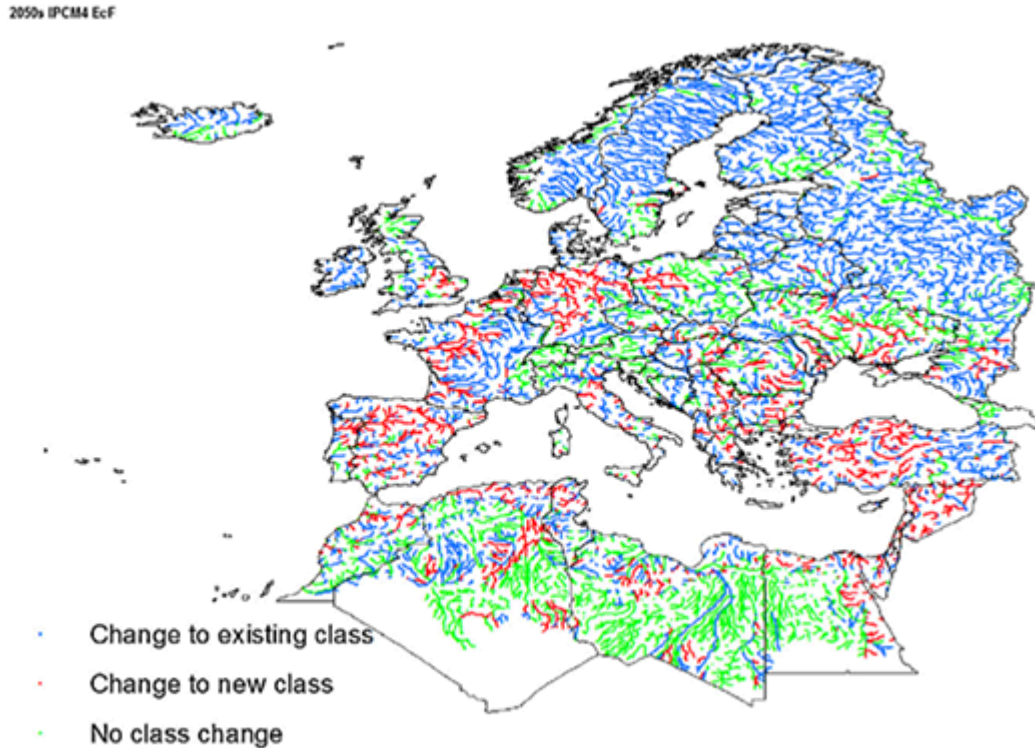 2050s IPCM4 EcF
Change to existing class
Change to new class
No class change